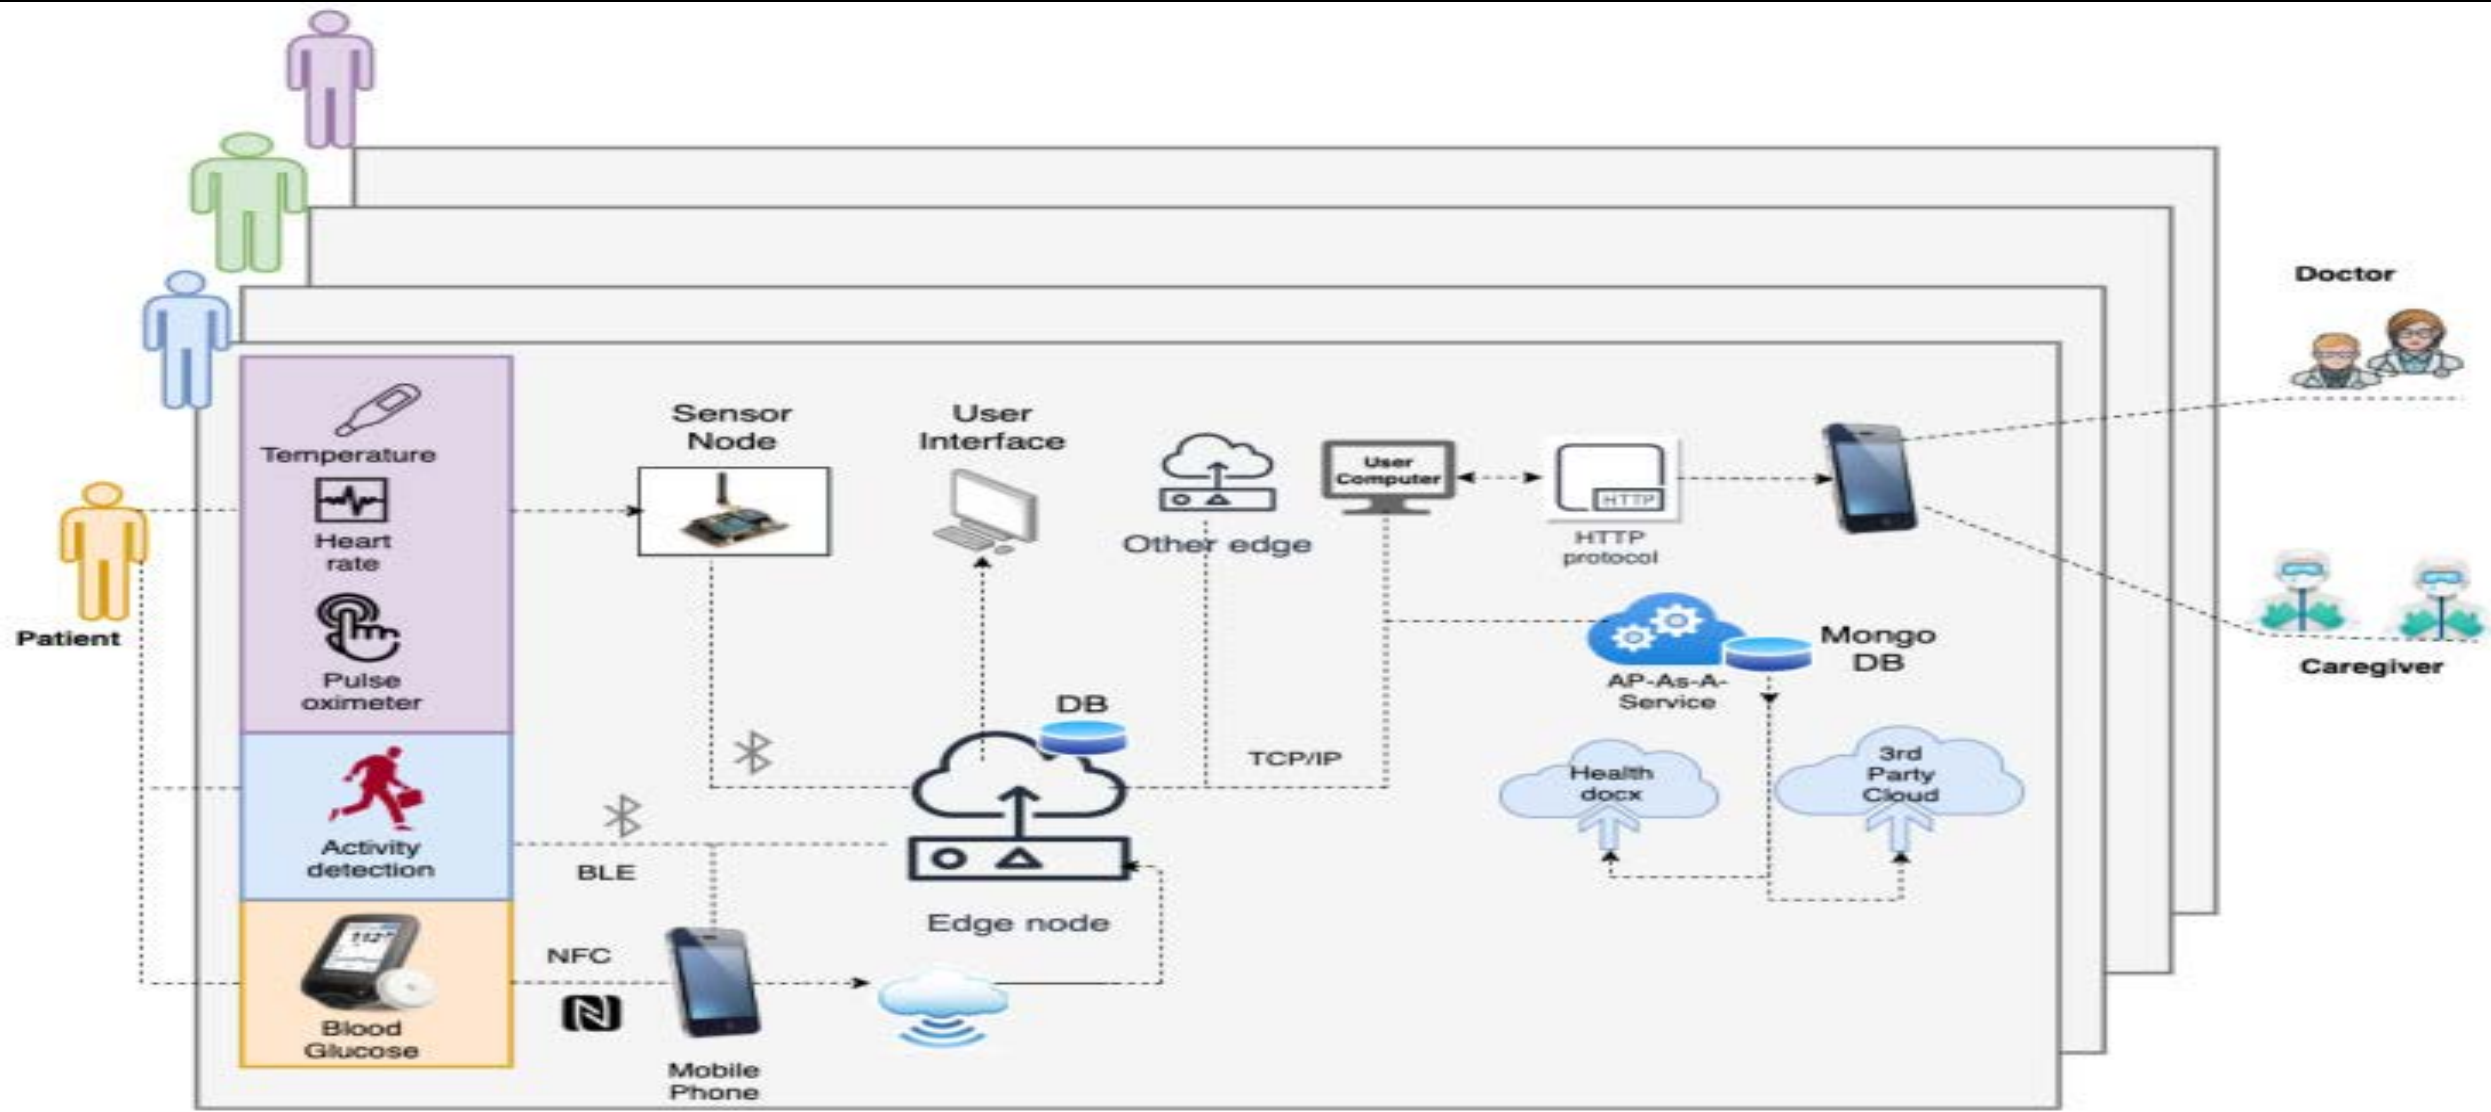 Doctor
Sensor
Node
User
Interface
User
Computer
HTTP
Temperature
Heart
rate
Other edge
HTTP
protocol
Patient
Pulse
oximeter
Mongo
DB
Caregiver
AP-As-A-
Service
DB
TCP/IP
Health
docx
3rd
Party
Cloud
Activity
detection
BLE
Edge node
NFC
Blood
Glucose
Mobile
Phone